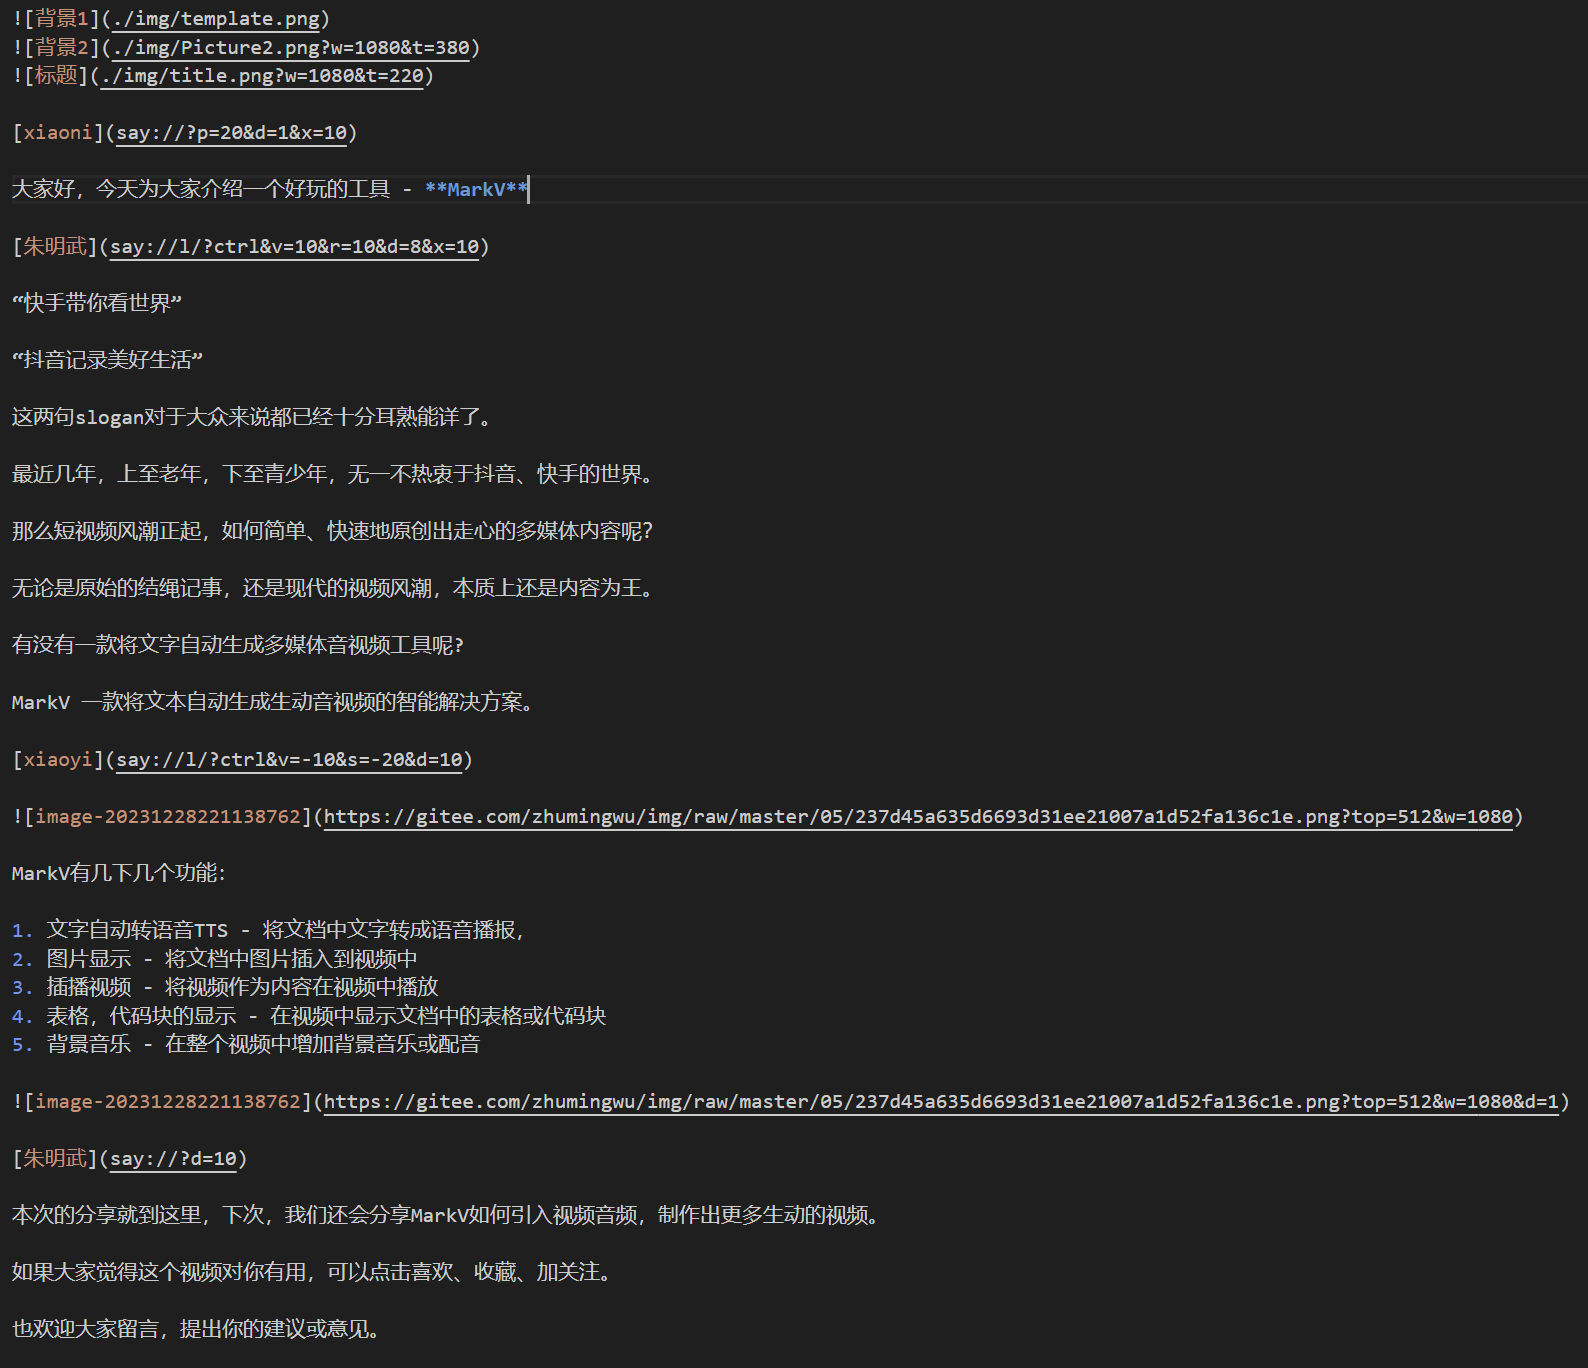 ![背景1](./img/template.png)
![背景2](./img/Picture2.png?w=1080&t=380)
![标题](./img/title.png?w=1080&t=220)
[xiaoni](say://?p=20&d=1&x=10)
大家好，今天为大家介绍一个好玩的工具 - **MarkV**
[朱明武](say://l/?ctrl&v=10&r=10&d=8&x=10)
“快手带你看世界”
“抖音记录美好生活”
这两句slogan对于大众来说都已经十分耳熟能详了。
最近几年，上至老年，下至青少年，无一不热衷于抖音、快手的世界。
那么短视频风潮正起，如何简单、快速地原创出走心的多媒体内容呢？
无论是原始的结绳记事，还是现代的视频风潮，本质上还是内容为王。
有没有一款将文字自动生成多媒体音视频工具呢?
MarkV 一款将文本自动生成生动音视频的智能解决方案。
[xiaoyi](say://l/?ctrl&v=-10&s=-20&d=10)
![image-20231228221138762](https://gitee.com/zhumingwu/img/raw/master/05/237d45a635d6693d31ee21007a1d52fa136c1e.png?top=512&w=1080)
MarkV有几下几个功能：
1. 文字自动转语音TTS - 将文档中文字转成语音播报，
2. 图片显示 - 将文档中图片插入到视频中
3. 插播视频 - 将视频作为内容在视频中播放
4. 表格，代码块的显示 - 在视频中显示文档中的表格或代码块
5. 背景音乐 - 在整个视频中增加背景音乐或配音
![image-20231228221138762](https://gitee.com/zhumingwu/img/raw/master/05/237d45a635d6693d31ee21007a1d52fa136c1e.png?top=512&w=1080&d=1)
[朱明武](say://?d=10)
本次的分享就到这里，下次，我们还会分享MarkV如何引入视频音频，制作出更多生动的视频。
如果大家觉得这个视频对你有用，可以点击喜欢、收藏、加关注。
也欢迎大家留言，提出你的建议或意见。